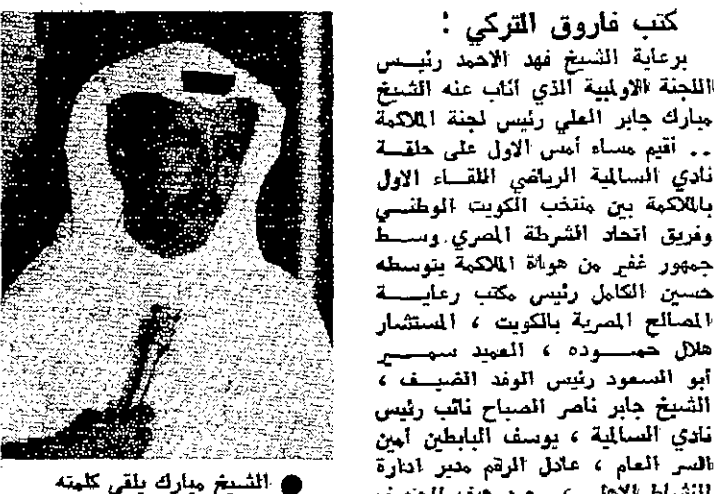 كتب فاروق التركي :
برعاية الشيخ فهد الاحمد رئيس
اللجنة الاولمبية الذي أناب عنه الشيخ
مبارك جابر العلي رئيس لجنة الملاكمة
.. أقيم مساء أمس الاول على حلقة
نادي السالمية الرياضي اللقاء الاول
بالملاكمة بين منتخب الكويت الوطني
وفريق اتحاد الشرطة المصري وسط
جمهور غفير من هواة الملاكمة يتوسطه
حسين الكامل رئيس مكتب رعاية
المصالح المصرية بالكويت ، المستشار
هلال حموده ، العميد سمير
أبو السعود رئيس الوفد الضيف ،
الشيخ جابر ناصر الصباح نائب رئيس
نادي السالمية ، يوسف البابطين أمين
السر العام ، عادل الرقم مدير ادارة
الشيخ مبارك يلقي كلمته